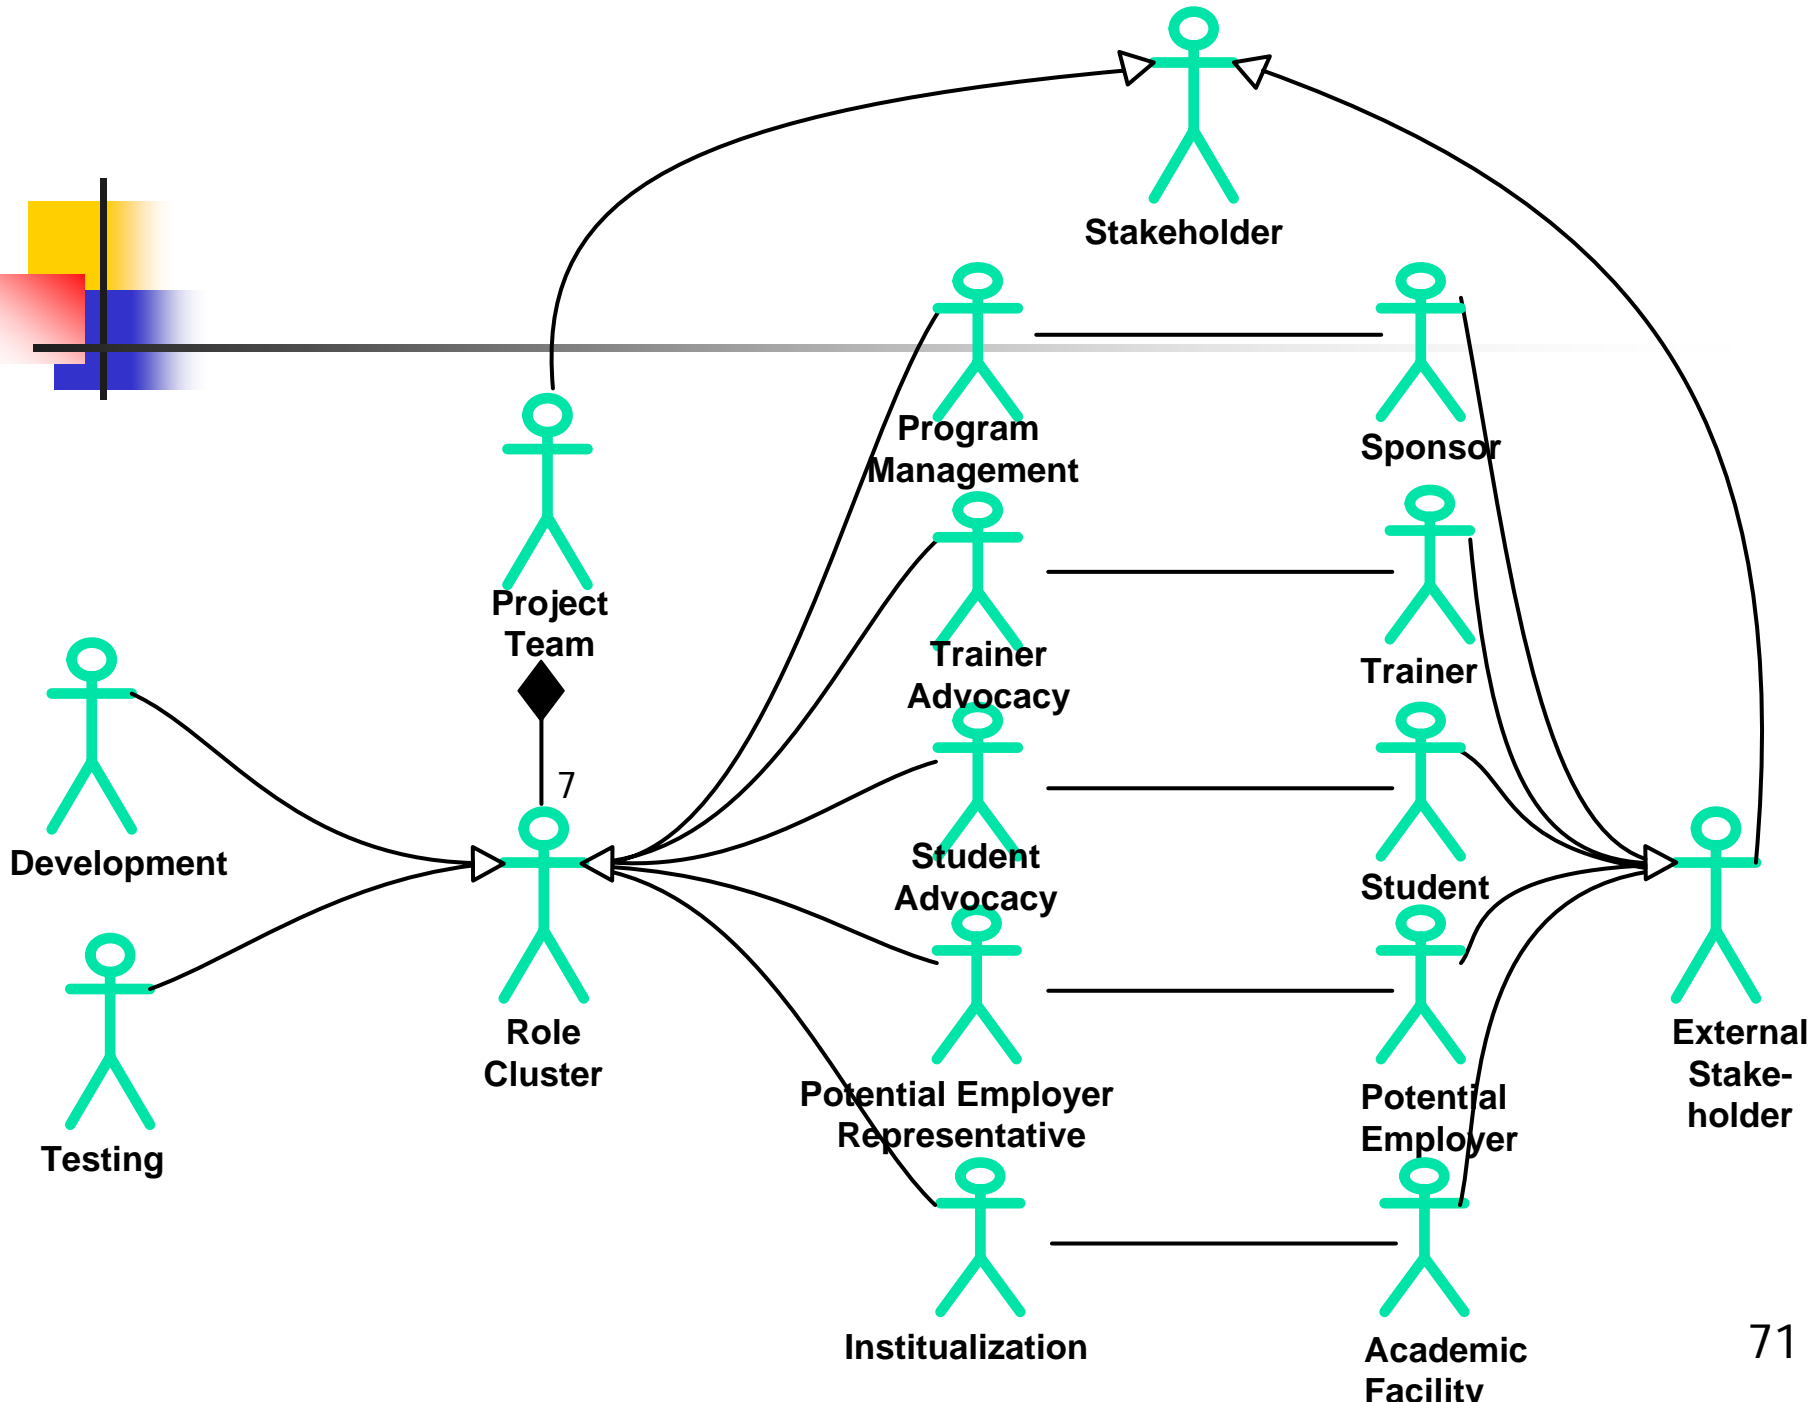 Stakeholder
Program
Management
Sponsor
Project
Team
Trainer
Advocacy
Trainer
7
Development
Student
Advocacy
Student
Role
Cluster
External
Stake-
holder
Potential Employer
Representative
Potential
Employer
Testing
Institualization
Academic
Facility
71